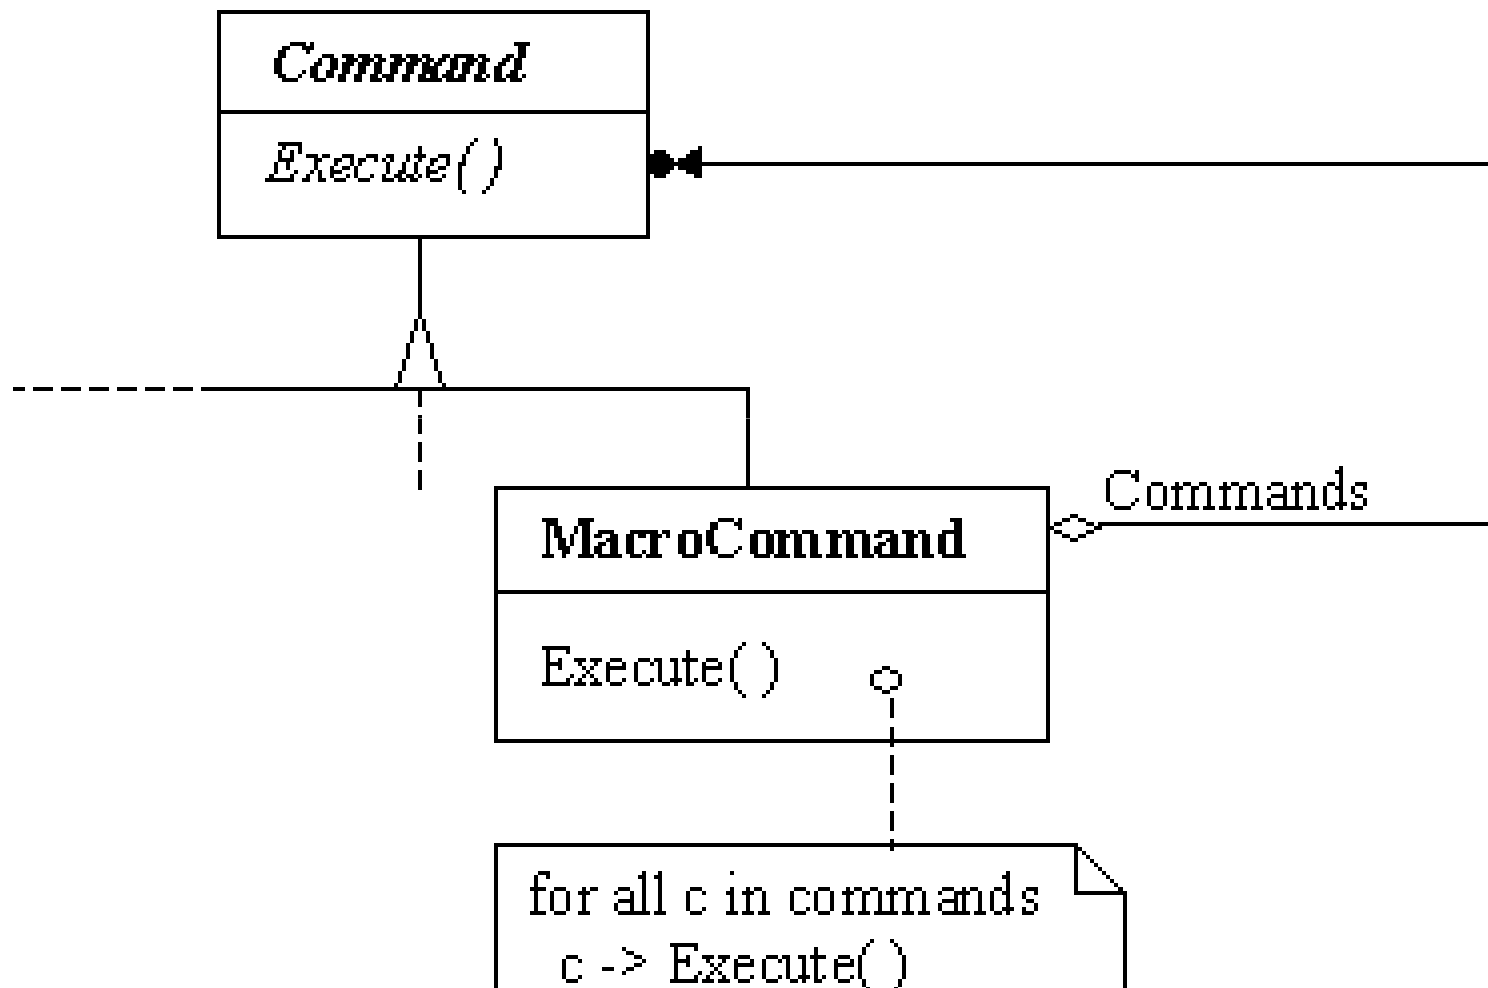 Command
Execute()
Commands
MacroCommand
Execute()
for all c in commands
c -> Execute()